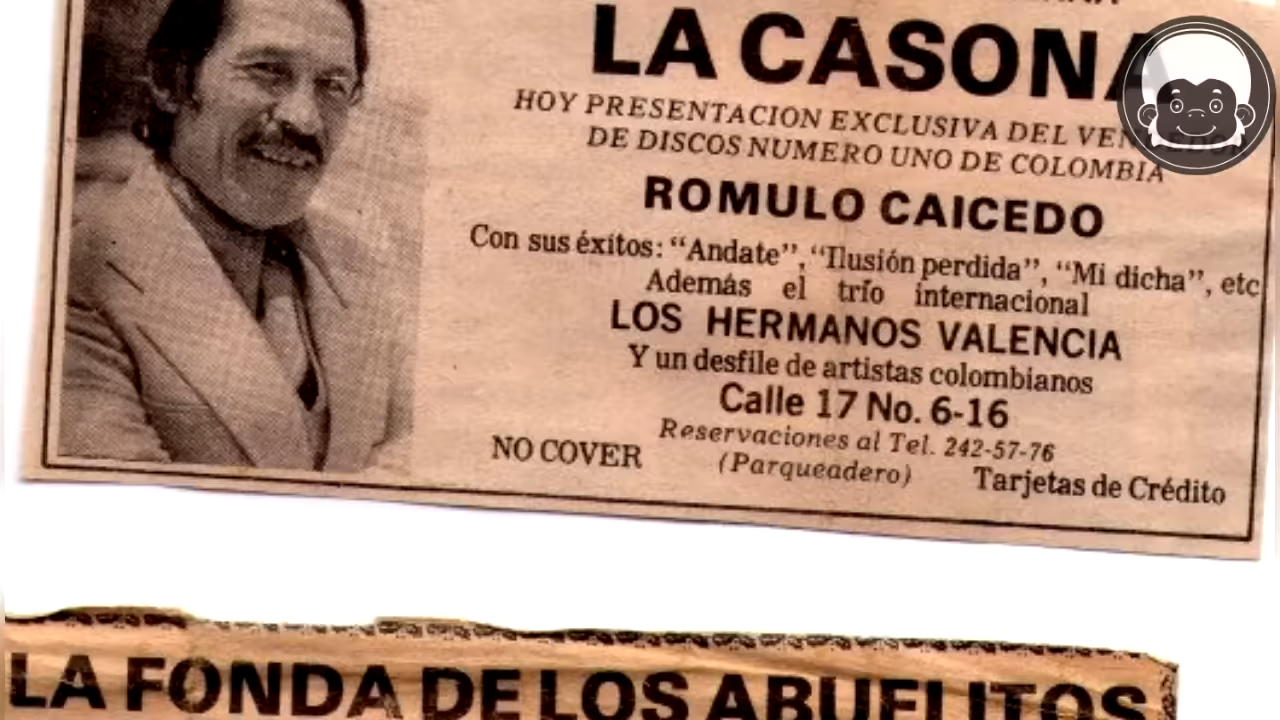 LA CASONA
HOY PRESENTACION EXCLUSIVA DEL
DE DISCOS NUMERO UNO DE COLOMBIA
ROMULO CAICEDO
Con sus éxitos: "Andate", "Ilusión perdida", "Mi dicha", etc
Además el trío internacional
LOS HERMANOS VALENCIA
Y un desfile de artistas colombianos
Calle 17 No. 6-16
Reservaciones al Tel. 242-57-76
NO COVER (Parqueadero) Tarjetas de Crédito
LA FONDA DE LOS ABUELITOS